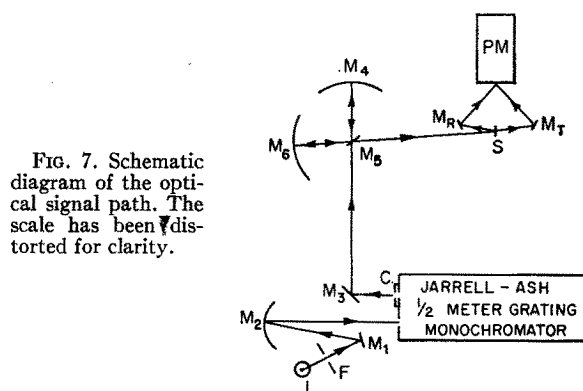 FIG. 7. Schematic
diagram of the opti-
cal signal path. The
scale has been dis-
torted for clarity.
PM
M4
MR
MT
M6
M5
S
C
M3
JARRELL - ASH
1/2 METER GRATING
MONOCHROMATOR
M2
M1
F
L